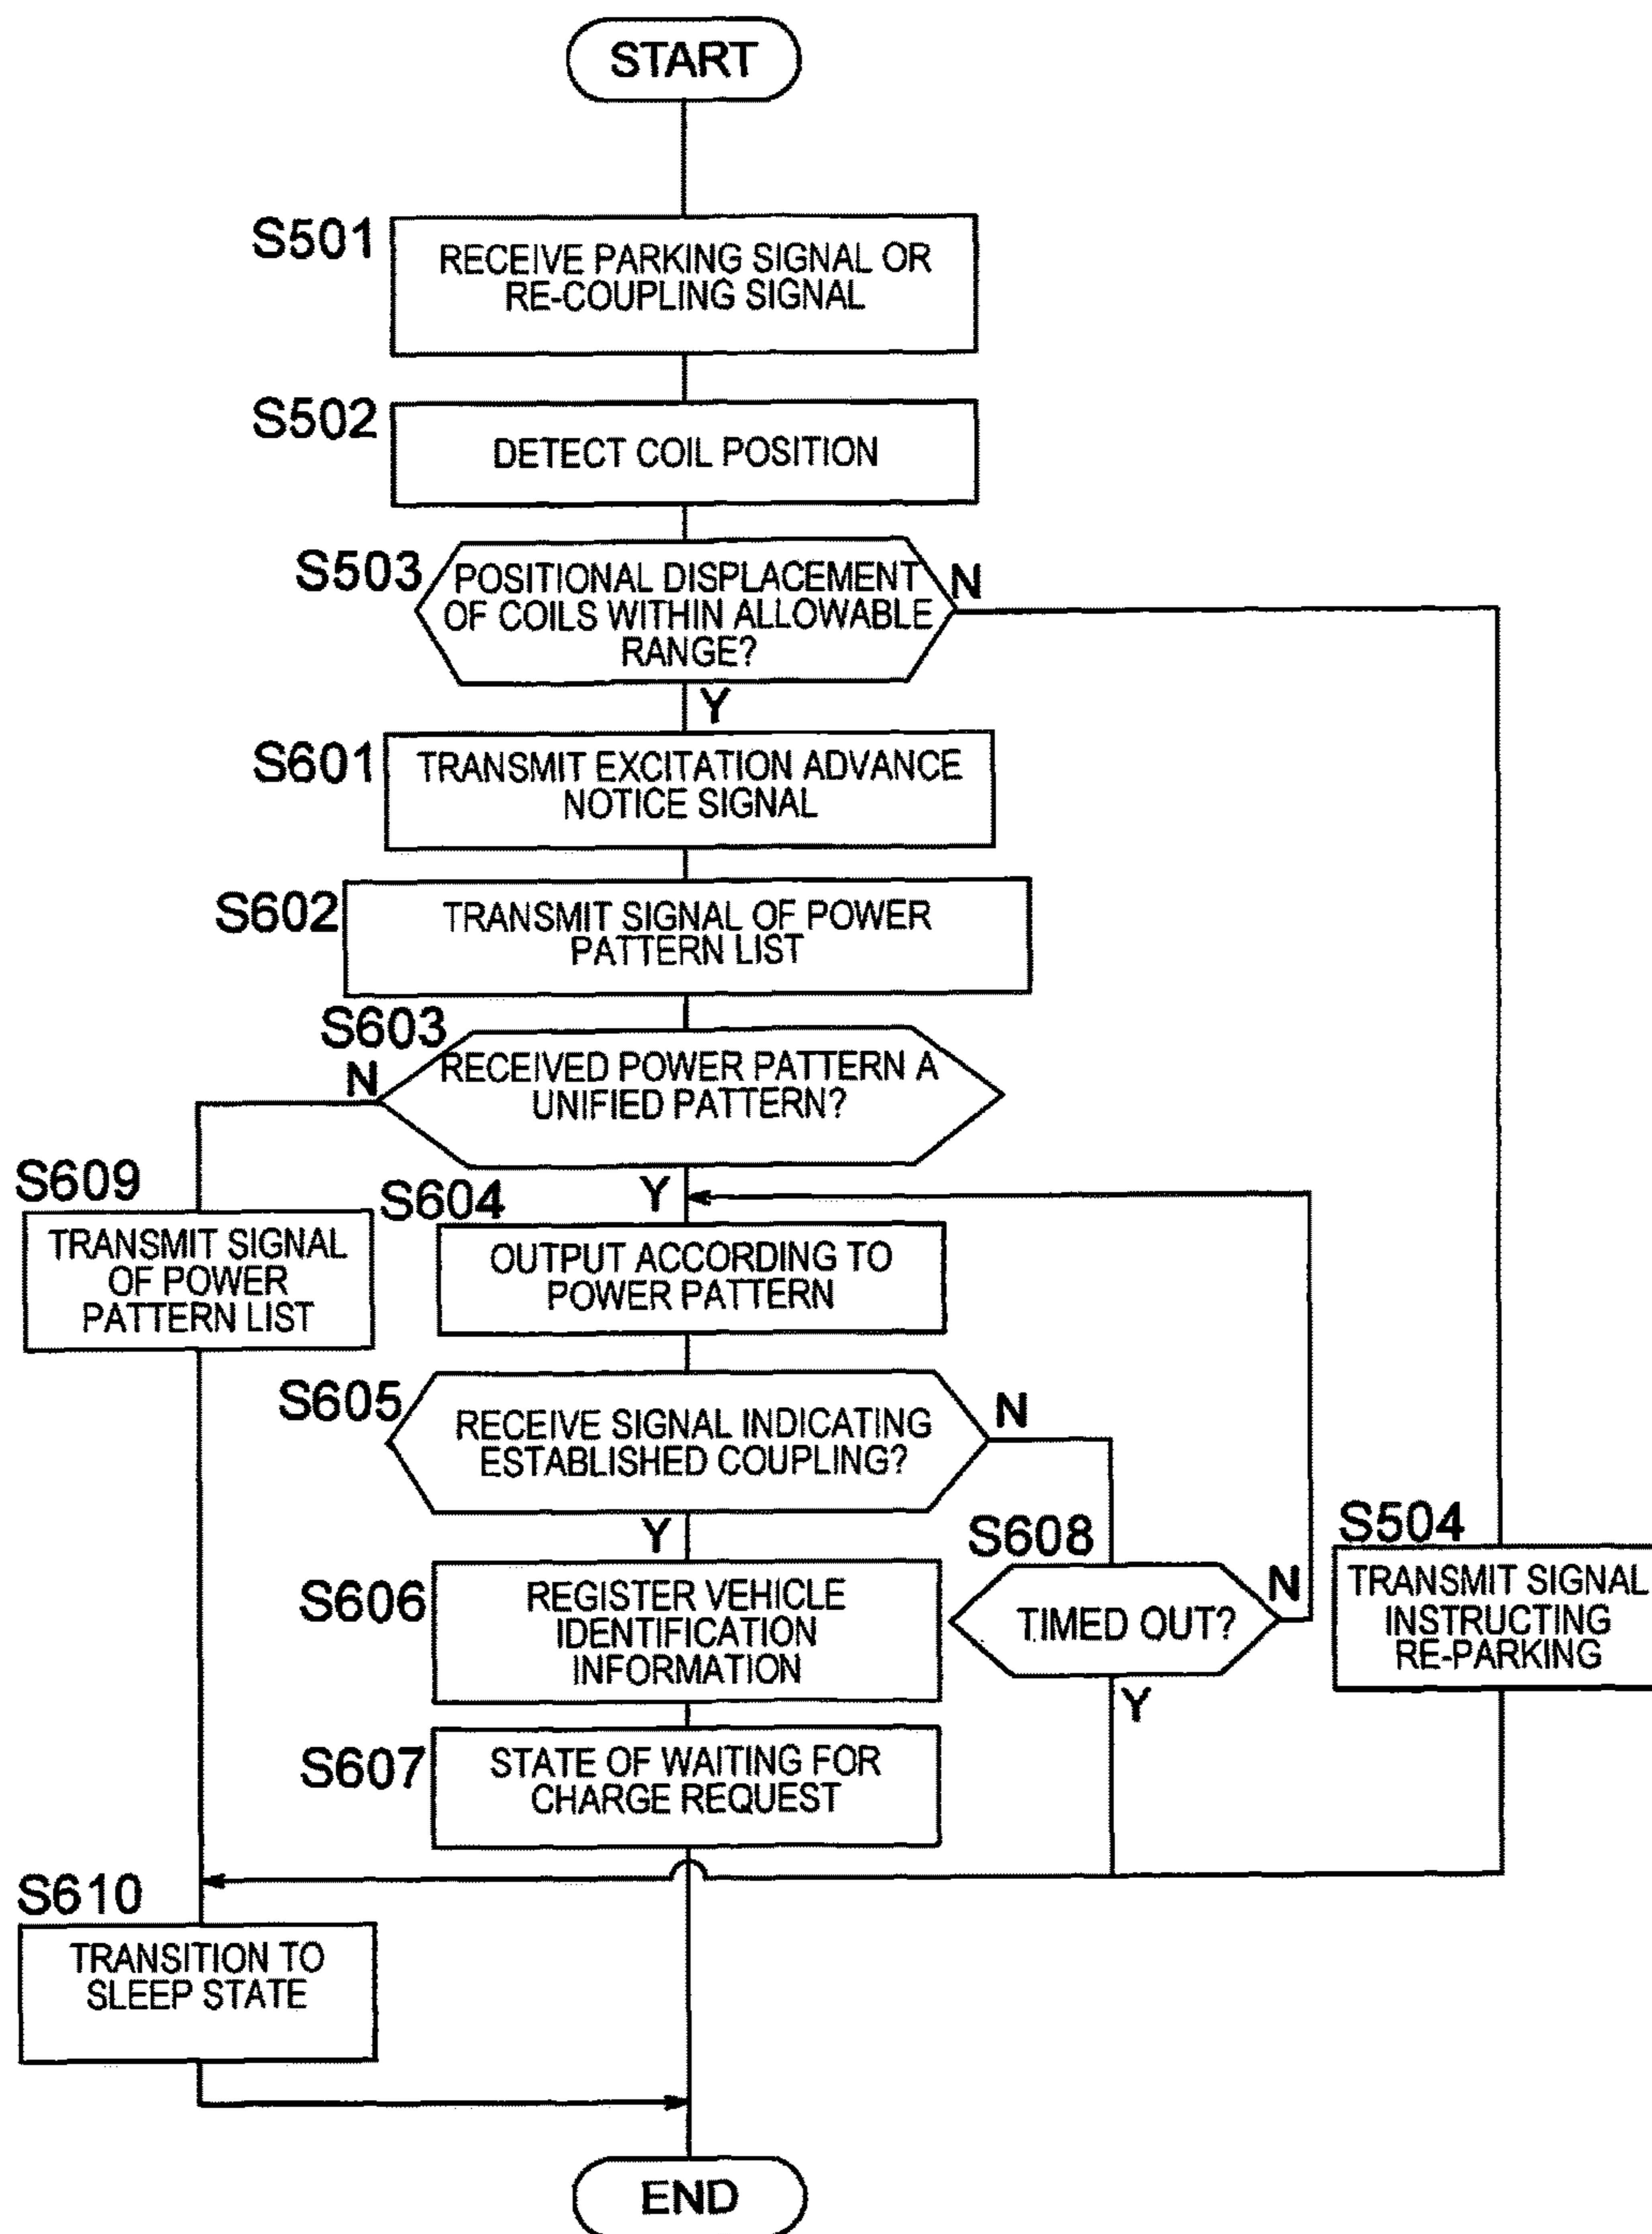 START
S501
RECEIVE PARKING SIGNAL OR
RE-COUPLING SIGNAL
S502
DETECT COIL POSITION
S503
POSITIONAL DISPLACEMENT
OF COILS WITHIN ALLOWABLE
RANGE?
N
Y
S601
TRANSMIT EXCITATION ADVANCE
NOTICE SIGNAL
S602
TRANSMIT SIGNAL OF POWER
PATTERN LIST
S603
N
RECEIVED POWER PATTERN A
UNIFIED PATTERN?
S609
TRANSMIT SIGNAL
OF POWER
PATTERN LIST
Y
S604
OUTPUT ACCORDING TO
POWER PATTERN
S605
RECEIVE SIGNAL INDICATING
ESTABLISHED COUPLING?
N
Y
S608
TIMED OUT?
N
Y
S504
TRANSMIT SIGNAL
INSTRUCTING
RE-PARKING
S606
REGISTER VEHICLE
IDENTIFICATION
INFORMATION
S607
STATE OF WAITING FOR
CHARGE REQUEST
S610
TRANSITION TO
SLEEP STATE
END